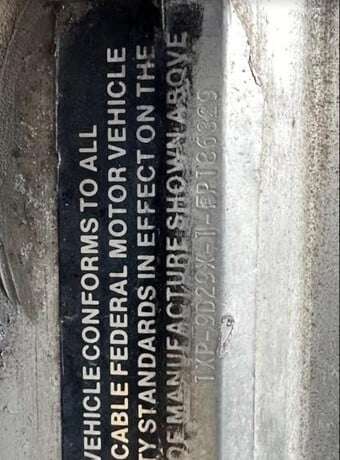 VEHICLE CONFORMS TO ALL
CABLE FEDERAL MOTOR VEHICLE
TY STANDARDS IN EFFECT ON THE
OF MANUFACTURE SHOWN ABOVE